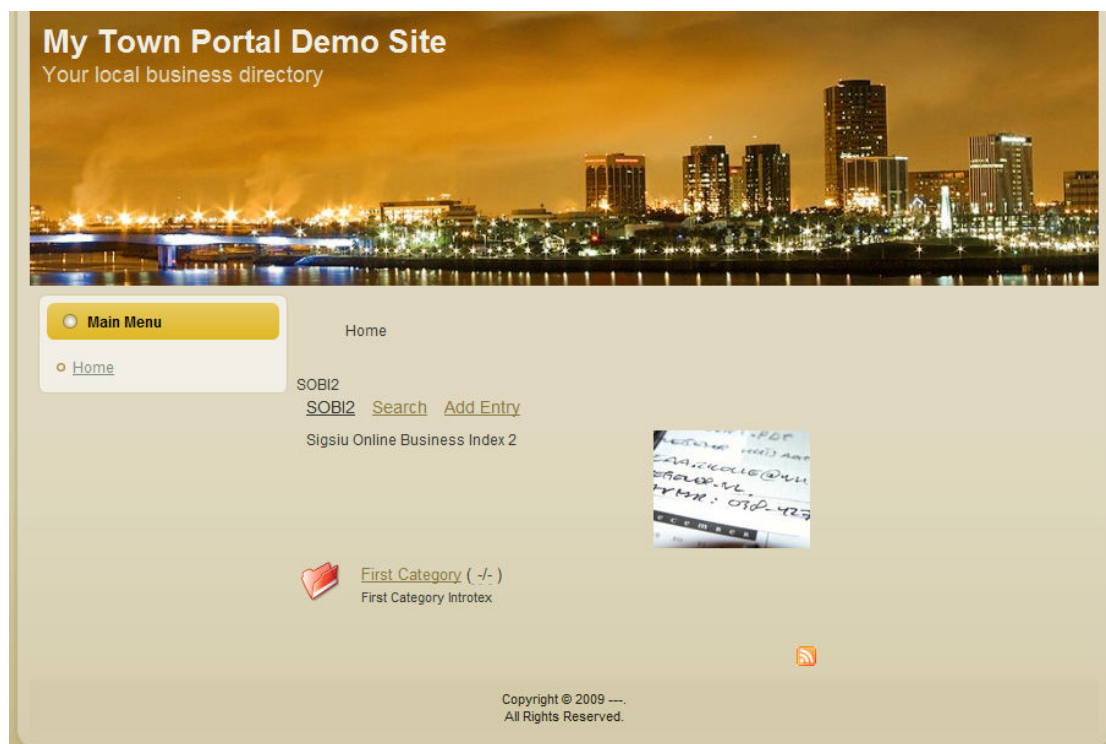 My Town Portal Demo Site
Your local business directory
Main Menu
Home
Home
SOBI2
SOBI2 Search Add Entry
Sigsiu Online Business Index 2
First Category ( -/- )
First Category Introtex
Copyright © 2009 ---.
All Rights Reserved.